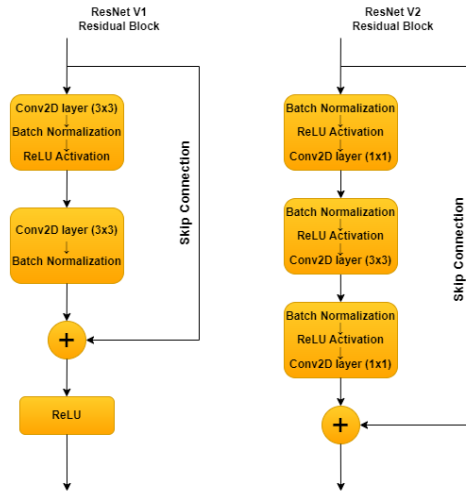 ResNet V1
Residual Block
Conv2D layer (3x3)
Batch Normalization
ReLU Activation
Conv2D layer (3x3)
Batch Normalization
Skip Connection
+
ReLU
ResNet V2
Residual Block
Batch Normalization
ReLU Activation
Conv2D layer (1x1)
Batch Normalization
ReLU Activation
Conv2D layer (3x3)
Batch Normalization
ReLU Activation
Conv2D layer (1x1)
Skip Connection
+